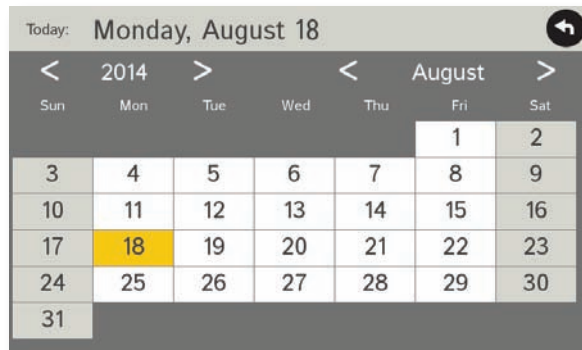 Today: Monday, August 18
< 2014 > < August >
Sun Mon Tue Wed Thu Fri Sat
1 2
3 4 5 6 7 8 9
10 11 12 13 14 15 16
17 18 19 20 21 22 23
24 25 26 27 28 29 30
31